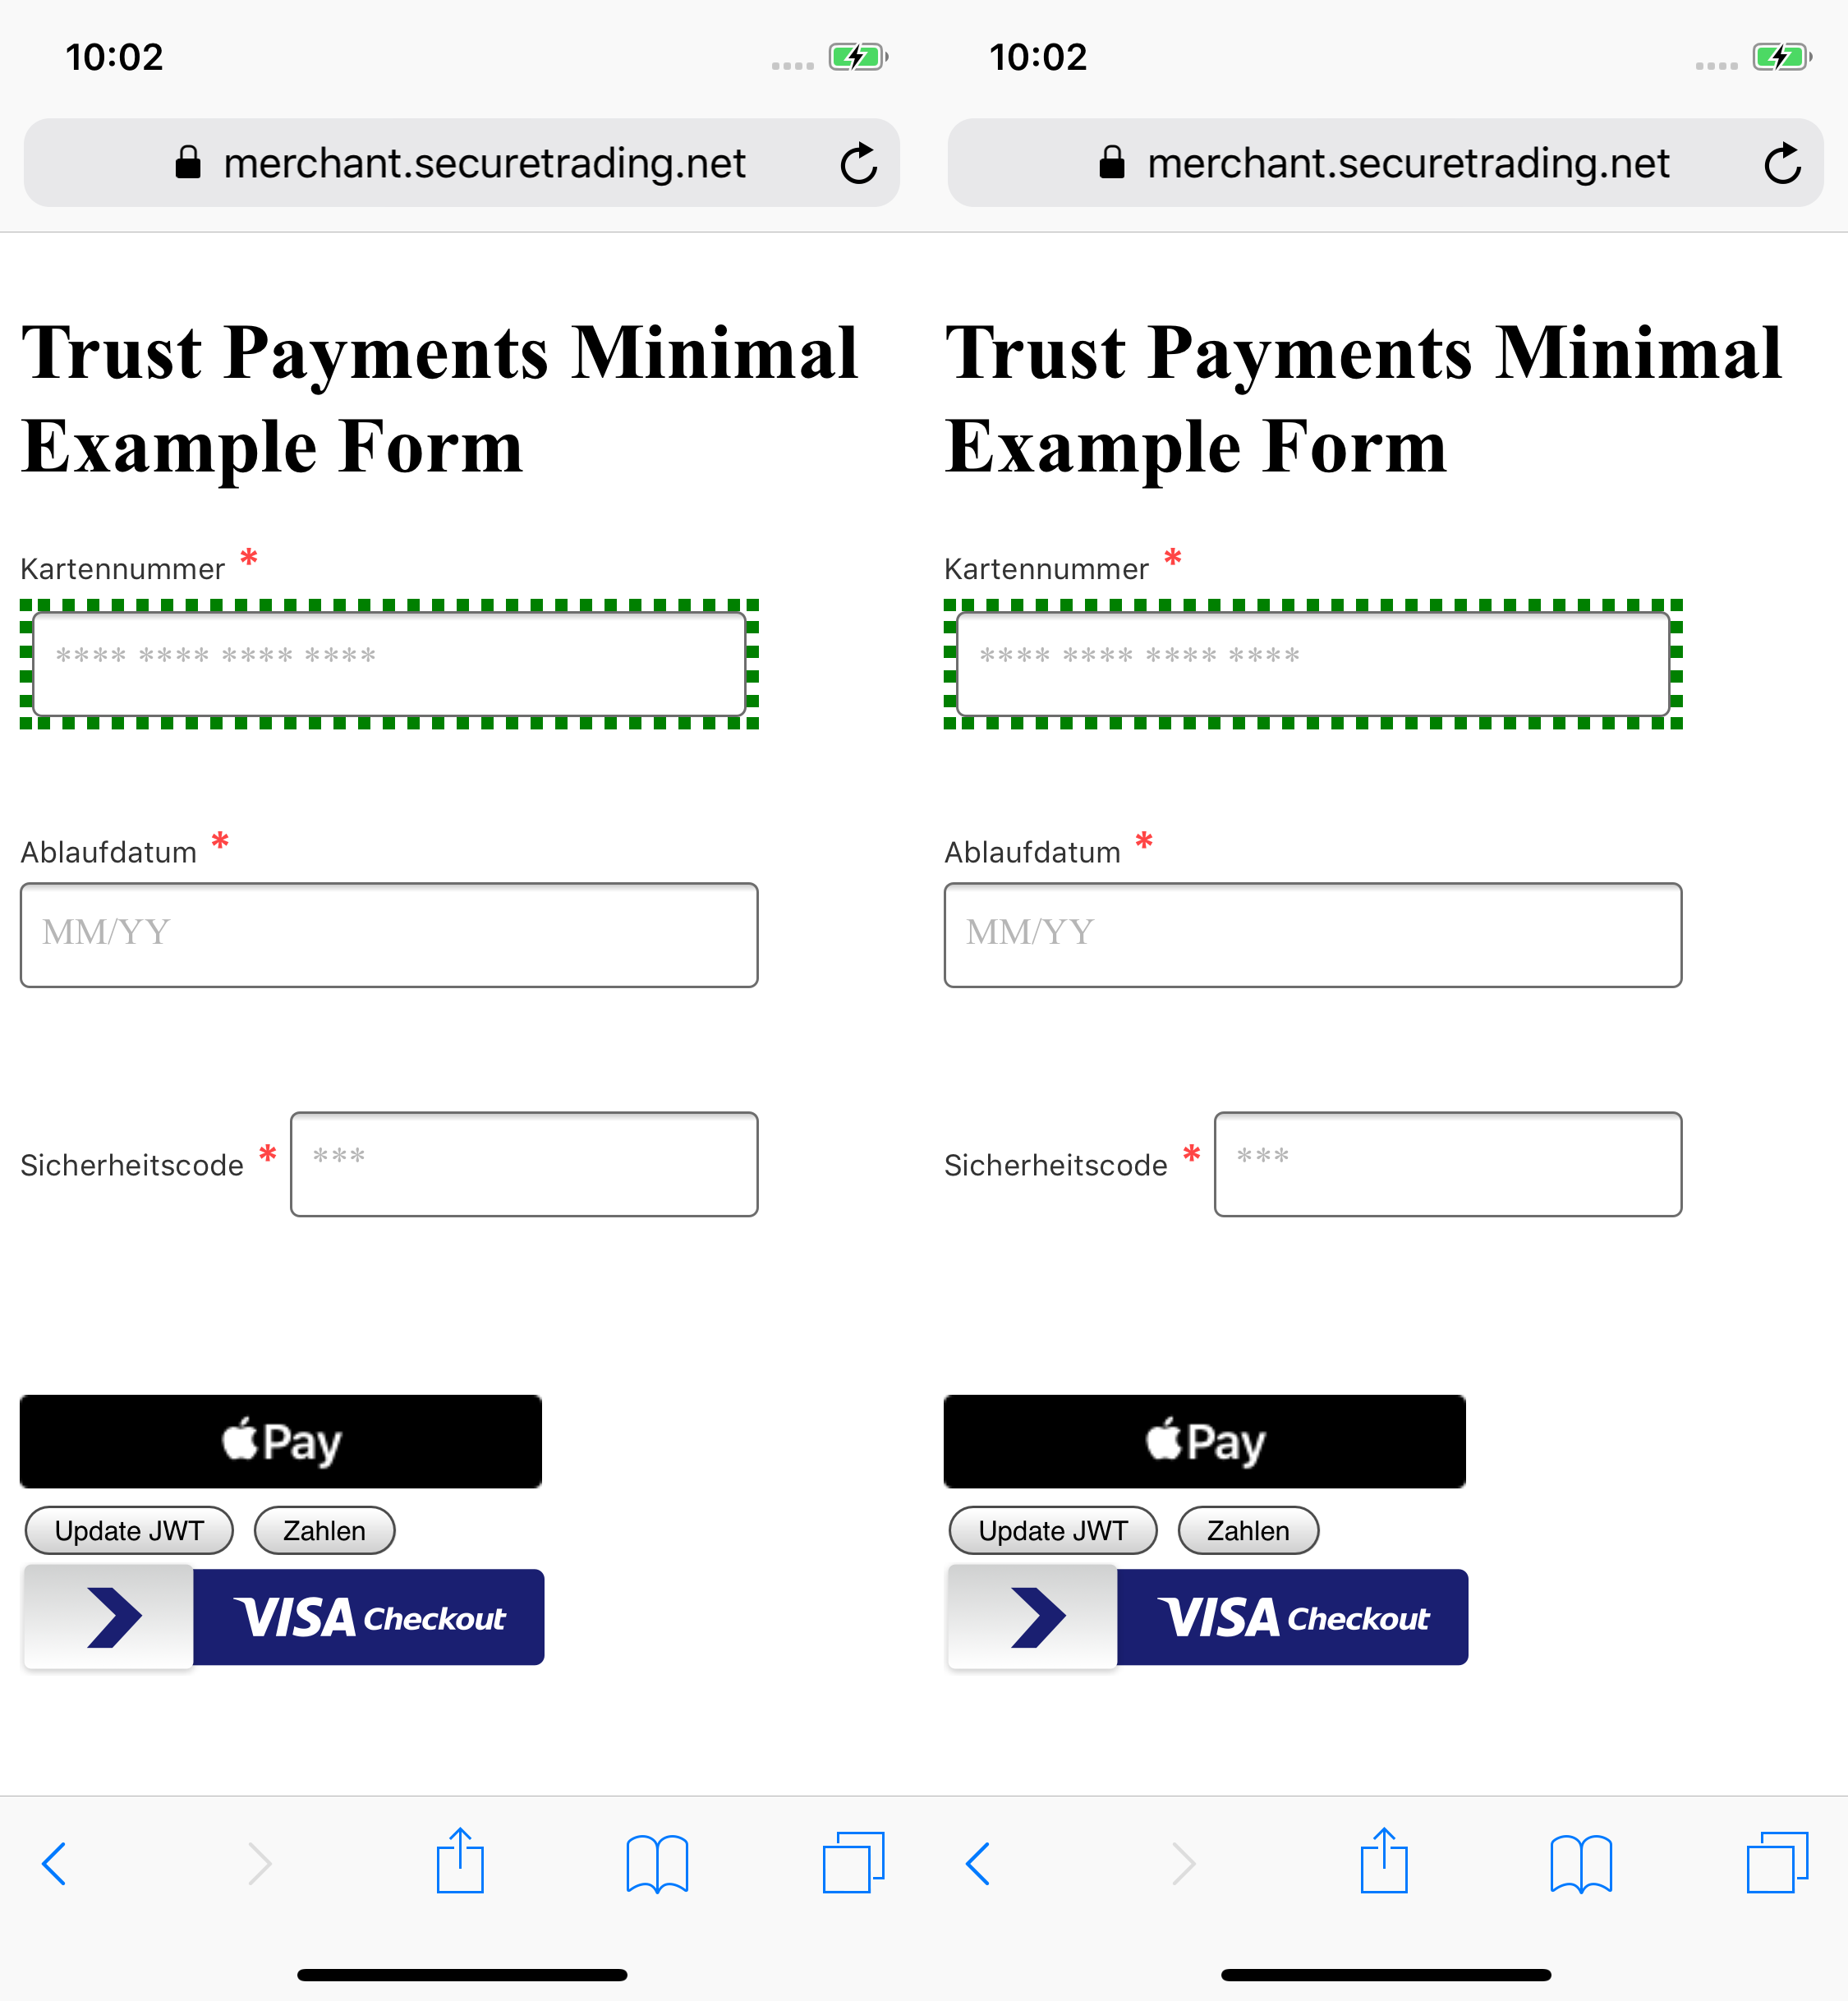 10:02
merchant.securetrading.net
Trust Payments Minimal
Example Form
Kartennummer *
**** **** **** ****
Ablaufdatum *
MM/YY
Sicherheitscode * ***
Pay
Update JWT Zahlen
VISA Checkout
10:02
merchant.securetrading.net
Trust Payments Minimal
Example Form
Kartennummer *
**** **** **** ****
Ablaufdatum *
MM/YY
Sicherheitscode * ***
Pay
Update JWT Zahlen
VISA Checkout